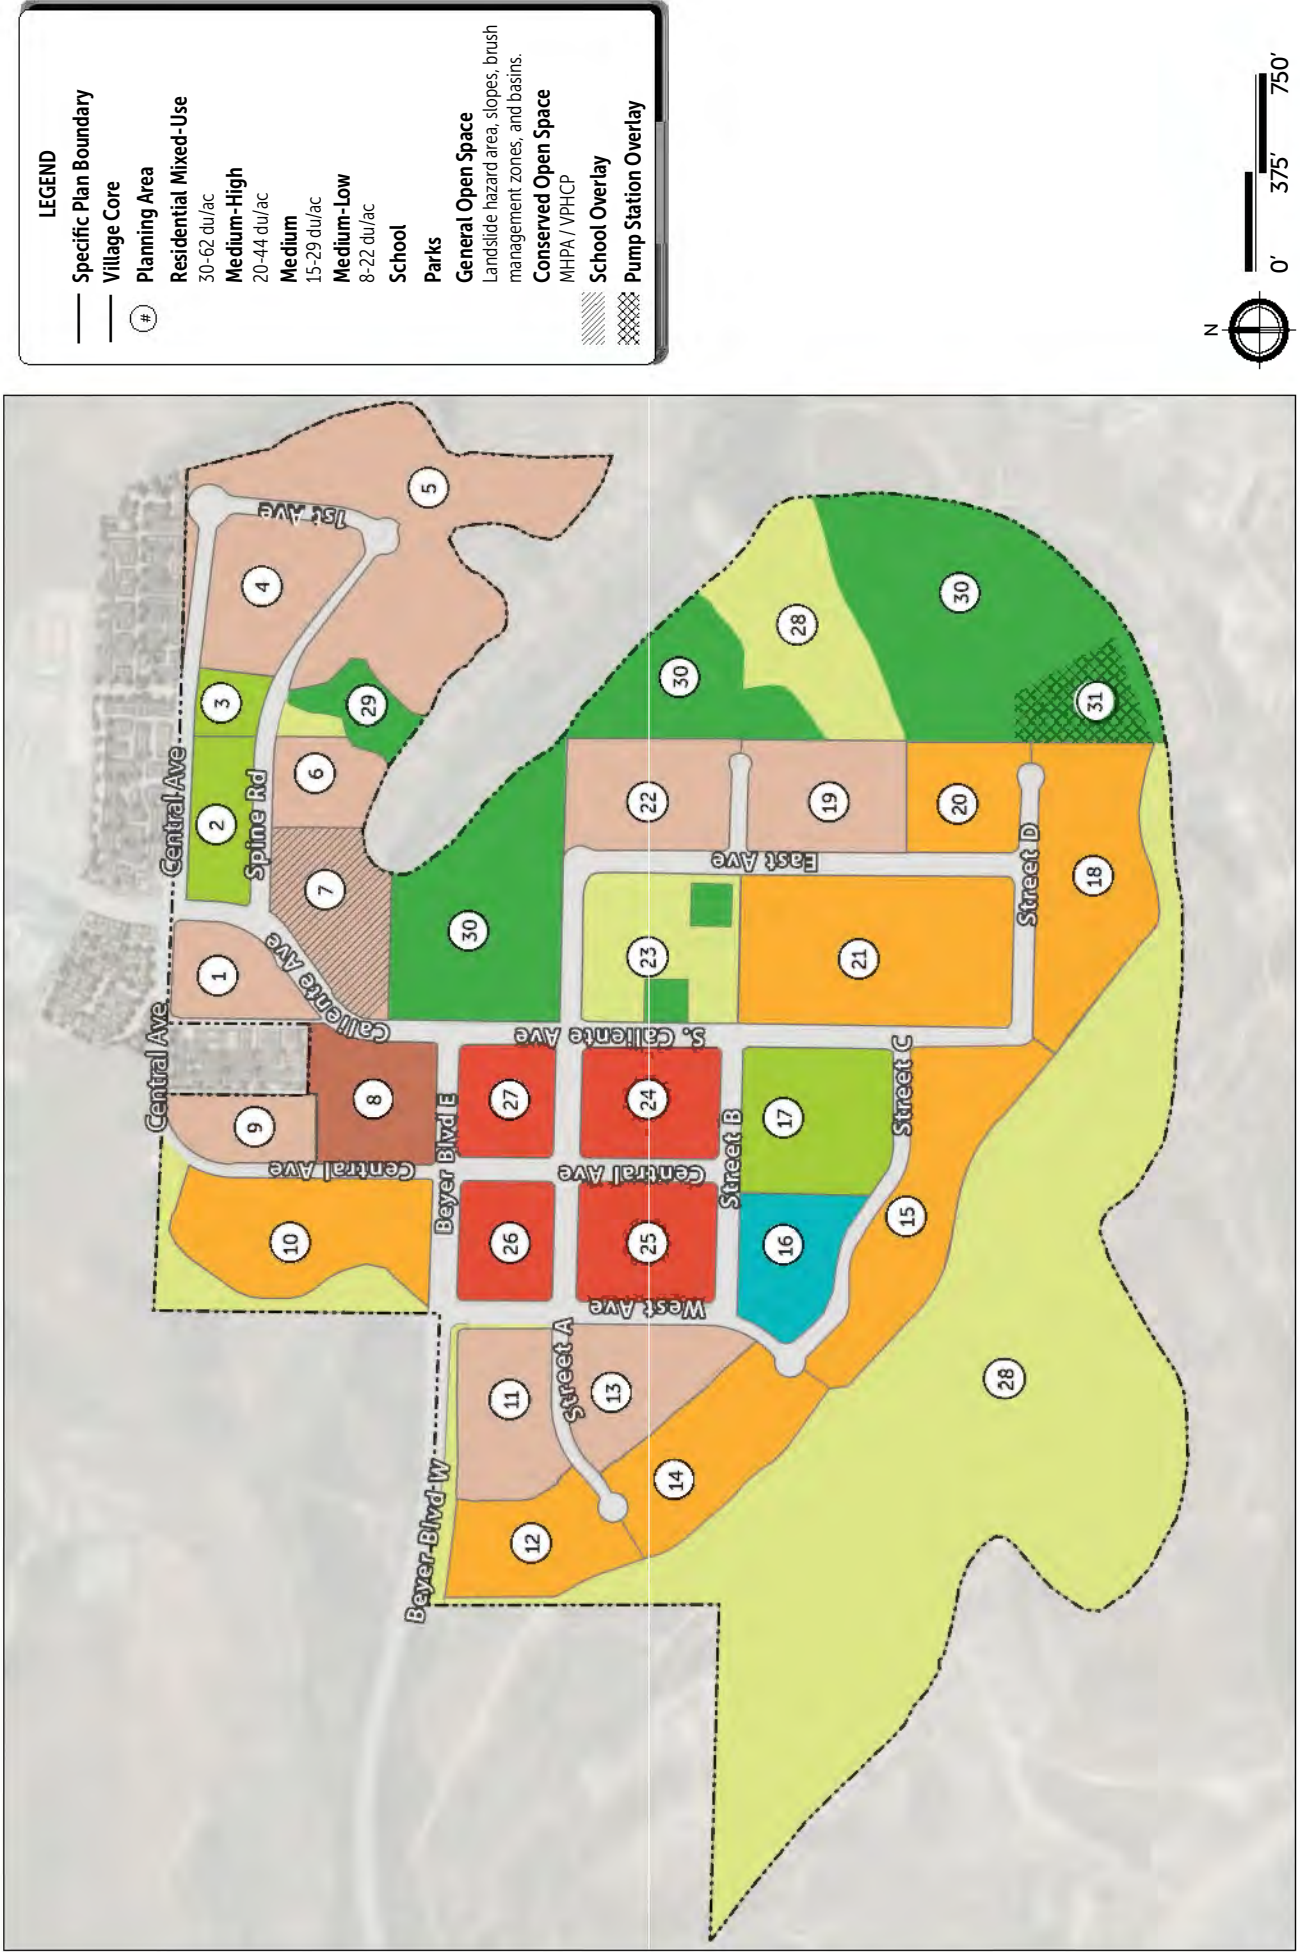 LEGEND
Specific Plan Boundary
Village Core
# Planning Area
Residential Mixed-Use
30-62 du/ac
Medium-High
20-44 du/ac
Medium
15-29 du/ac
Medium-Low
8-22 du/ac
School
Parks
General Open Space
Landslide hazard area, slopes, brush
management zones, and basins.
Conserved Open Space
MHPA / VPHCP
School Overlay
Pump Station Overlay
N
0'
375'
750'
Central Ave
Central Ave
1st Ave
Spine Rd
Caliente Ave
Caliente Ave
Central Ave
Beyer Blvd E
Beyer Blvd W
S. Caliente Ave
Central Ave
West Ave
East Ave
Street A
Street B
Street C
Street D
1
2
3
4
5
6
7
8
9
10
11
12
13
14
15
16
17
18
19
20
21
22
23
24
25
26
27
28
28
29
30
30
30
31